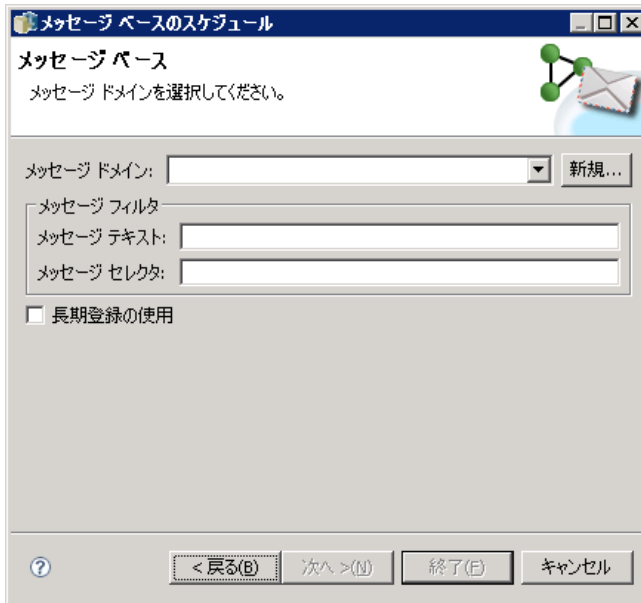 メッセージ ベースのスケジュール
メッセージ ベース
メッセージ ドメインを選択してください。
メッセージ ドメイン:
新規...
メッセージ フィルタ
メッセージ テキスト:
メッセージ セレクタ:
長期登録の使用
?
< 戻る(B)
次へ >(N)
終了(F)
キャンセル